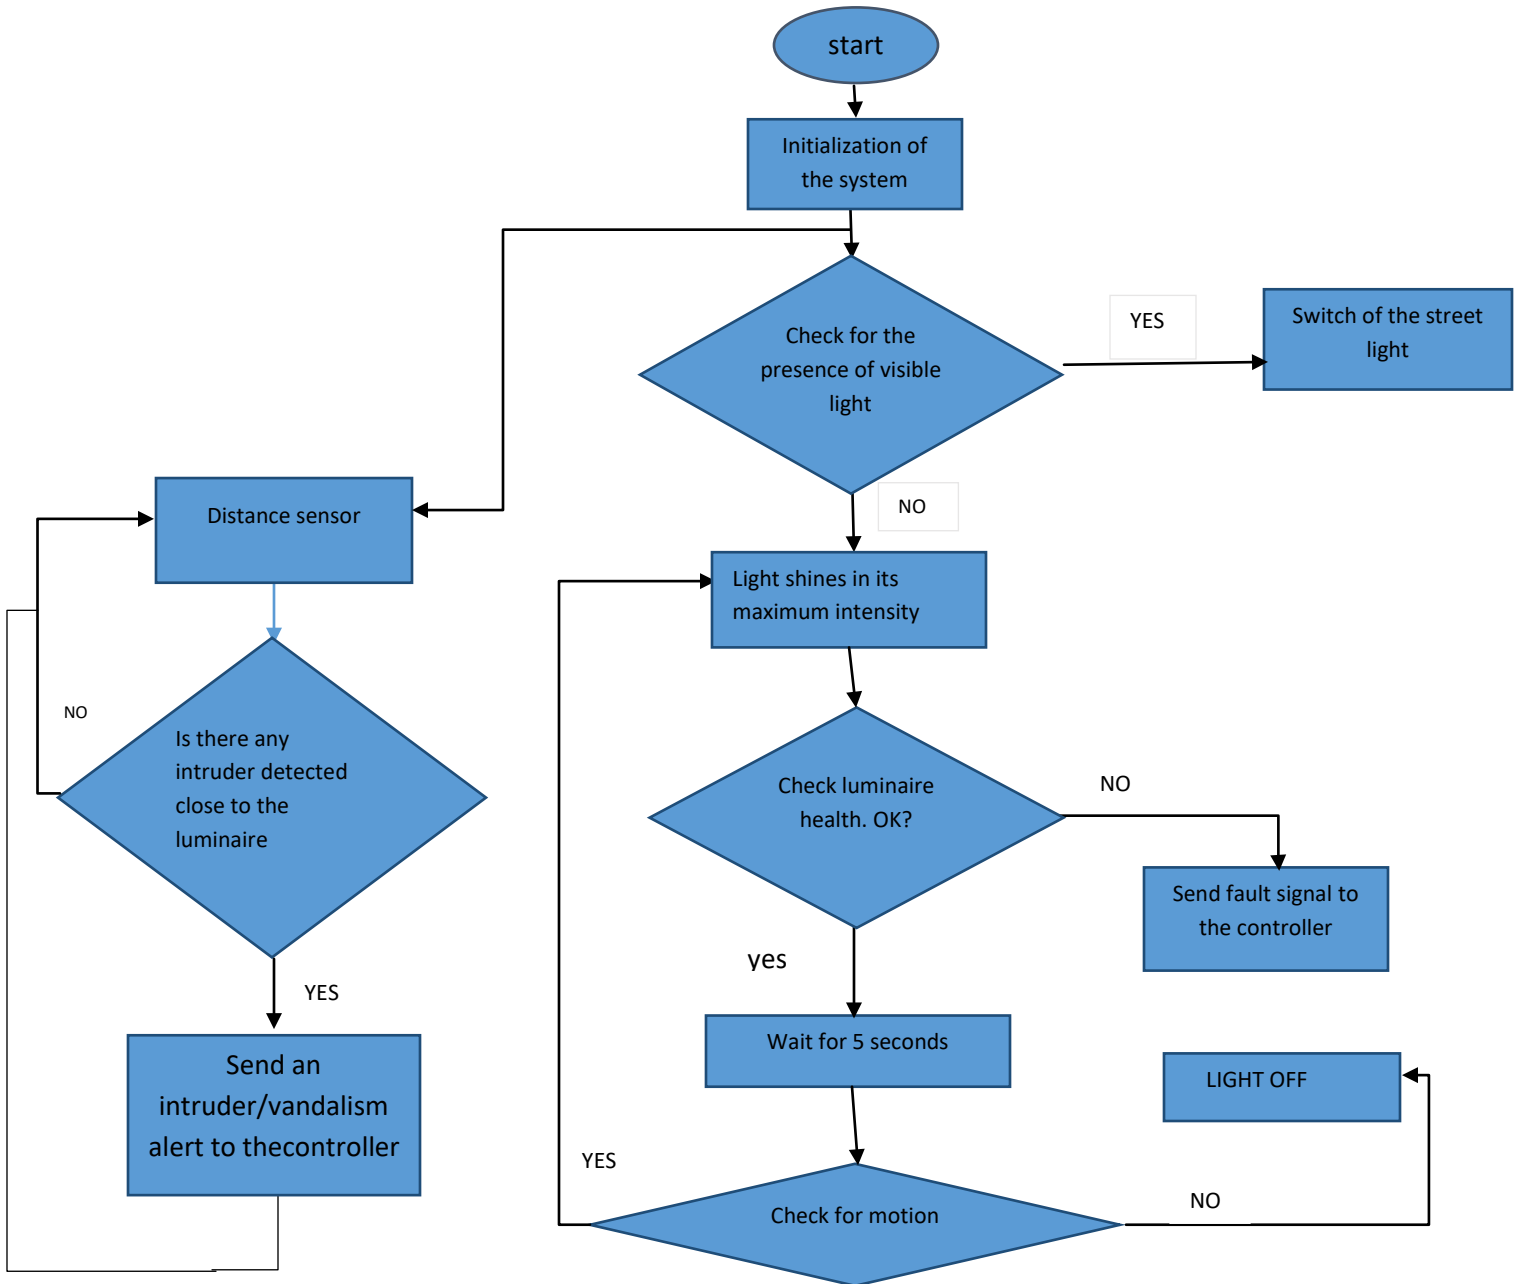 start
Initialization of
the system
Check for the
presence of visible
light
YES
Switch of the street
light
NO
Distance sensor
Light shines in its
maximum intensity
NO
Is there any
intruder detected
close to the
luminaire
Check luminaire
health. OK?
NO
Send fault signal to
the controller
yes
YES
Wait for 5 seconds
Send an
intruder/vandalism
alert to thecontroller
LIGHT OFF
YES
Check for motion
NO